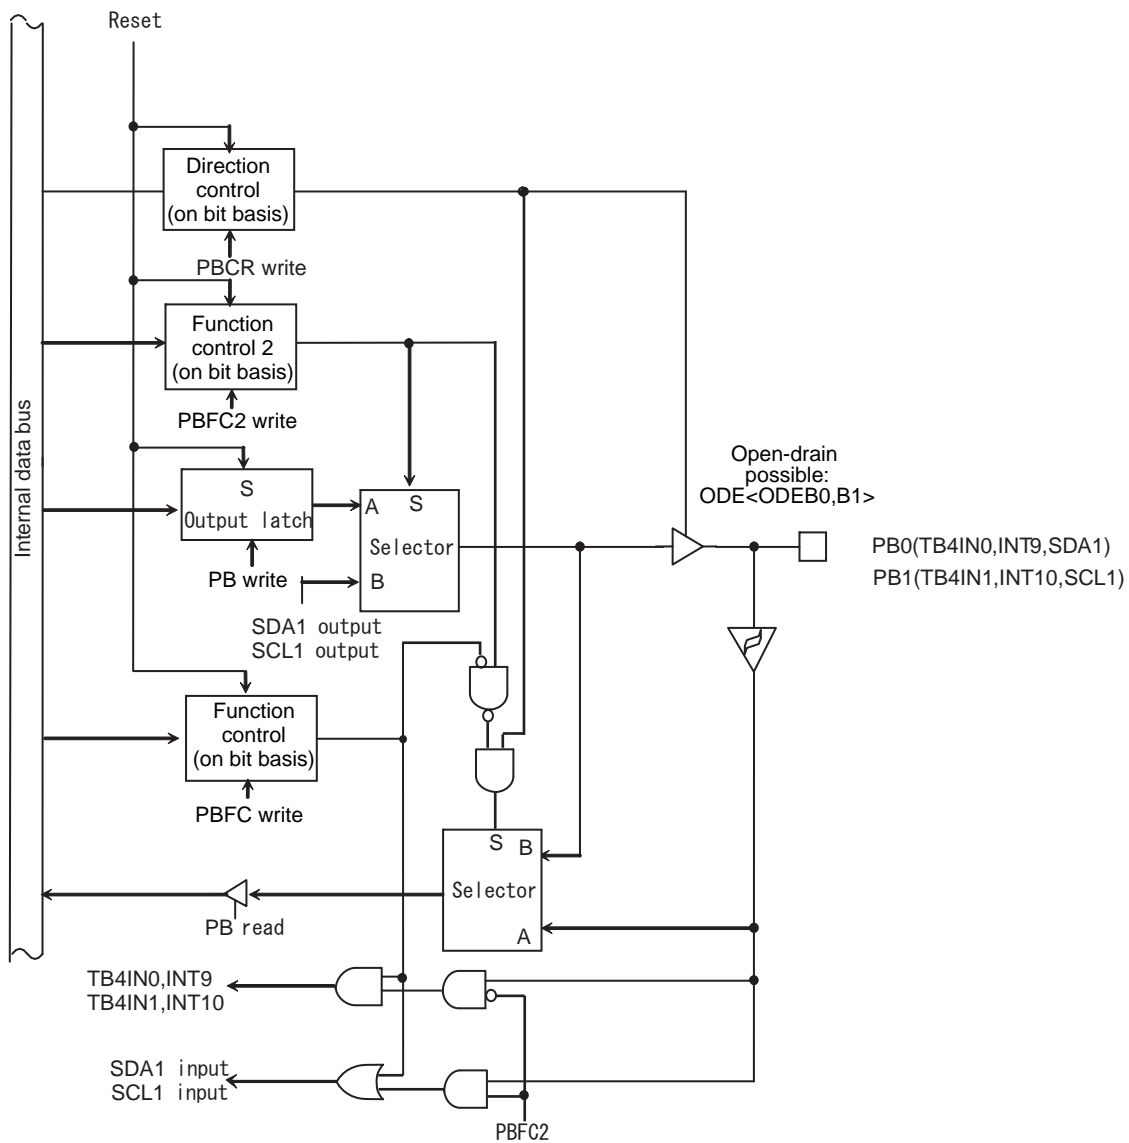 Reset
Direction
control
(on bit basis)
PBCR write
Function
control 2
(on bit basis)
PBFC2 write
Internal data bus
S
Output latch
PB write
A
S
Selector
B
SDA1 output
SCL1 output
Open-drain
possible:
ODE<ODEB0,B1>
PB0(TB4IN0,INT9,SDA1)
PB1(TB4IN1,INT10,SCL1)
Function
control
(on bit basis)
PBFC write
S
B
Selector
A
PB read
TB4IN0,INT9
TB4IN1,INT10
SDA1 input
SCL1 input
PBFC2